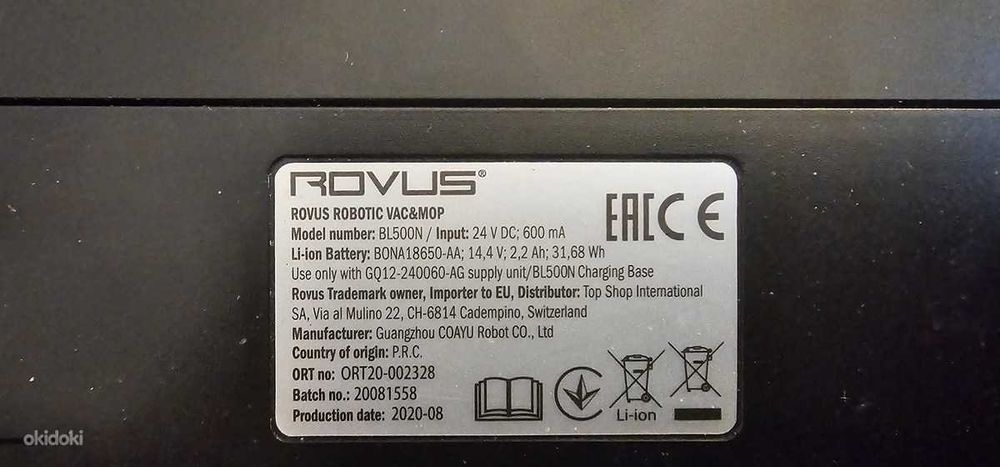 ROVUS®
ROVUS ROBOTIC VAC&MOP
Model number: BL500N / Input: 24 V DC; 600 mA
Li-ion Battery: BONA18650-AA; 14,4 V; 2,2 Ah; 31,68 Wh
Use only with GQ12-240060-AG supply unit/BL500N Charging Base
Rovus Trademark owner, Importer to EU, Distributor: Top Shop International
SA, Via al Mulino 22, CH-6814 Cadempino, Switzerland
Manufacturer: Guangzhou COAYU Robot CO., Ltd
Country of origin: P.R.C.
ORT no: ORT20-002328
Batch no.: 20081558
Production date: 2020-08
EAC CE
Li-ion
okidoki